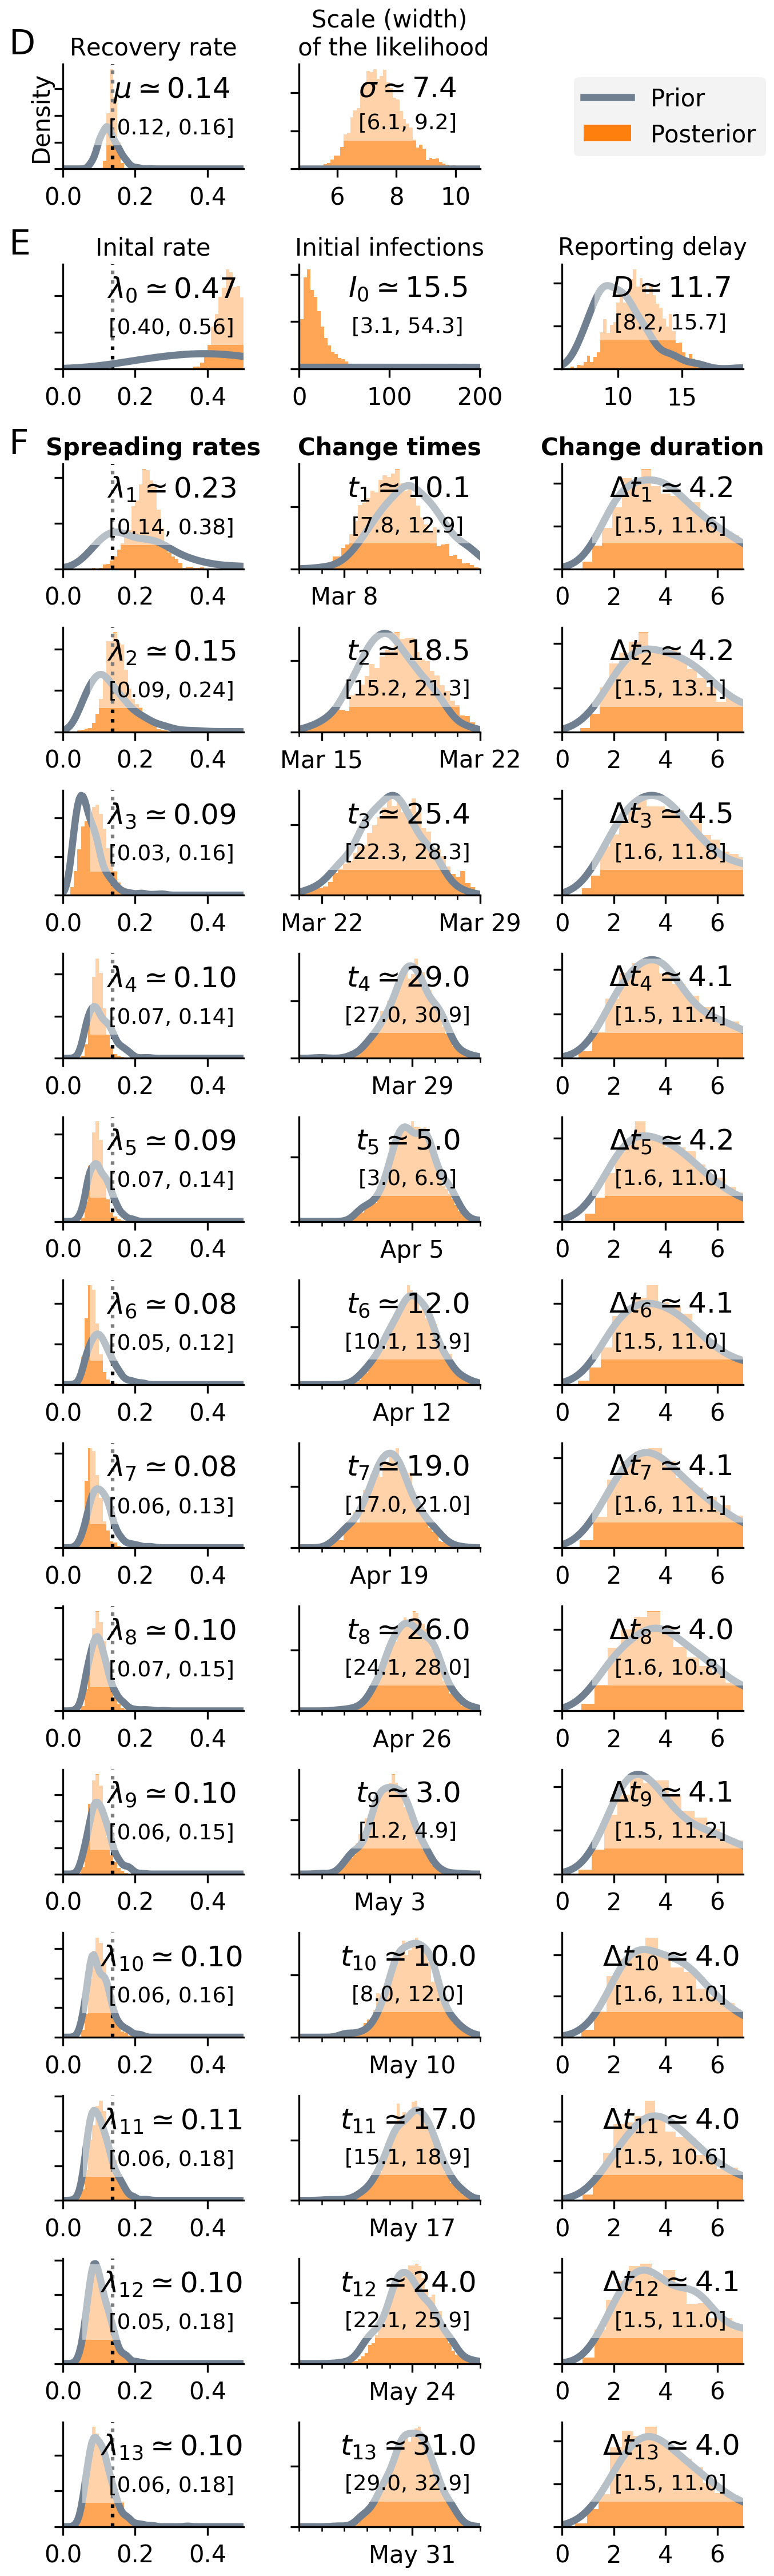 D
Recovery rate
Scale (width)
of the likelihood
Density
μ ≃ 0.14
[0.12, 0.16]
0.0 0.2 0.4
σ ≃ 7.4
[6.1, 9.2]
6 8 10
Prior
Posterior
E
Inital rate
Initial infections
Reporting delay
λ0 ≃ 0.47
[0.40, 0.56]
0.0 0.2 0.4
I0 ≃ 15.5
[3.1, 54.3]
0 100 200
D ≃ 11.7
[8.2, 15.7]
10 15
F
Spreading rates
Change times
Change duration
λ1 ≃ 0.23
[0.14, 0.38]
0.0 0.2 0.4
t1 ≃ 10.1
[7.8, 12.9]
Mar 8
Δt1 ≃ 4.2
[1.5, 11.6]
0 2 4 6
λ2 ≃ 0.15
[0.09, 0.24]
0.0 0.2 0.4
t2 ≃ 18.5
[15.2, 21.3]
Mar 15 Mar 22
Δt2 ≃ 4.2
[1.5, 13.1]
0 2 4 6
λ3 ≃ 0.09
[0.03, 0.16]
0.0 0.2 0.4
t3 ≃ 25.4
[22.3, 28.3]
Mar 22 Mar 29
Δt3 ≃ 4.5
[1.6, 11.8]
0 2 4 6
λ4 ≃ 0.10
[0.07, 0.14]
0.0 0.2 0.4
t4 ≃ 29.0
[27.0, 30.9]
Mar 29
Δt4 ≃ 4.1
[1.5, 11.4]
0 2 4 6
λ5 ≃ 0.09
[0.07, 0.14]
0.0 0.2 0.4
t5 ≃ 5.0
[3.0, 6.9]
Apr 5
Δt5 ≃ 4.2
[1.6, 11.0]
0 2 4 6
λ6 ≃ 0.08
[0.05, 0.12]
0.0 0.2 0.4
t6 ≃ 12.0
[10.1, 13.9]
Apr 12
Δt6 ≃ 4.1
[1.5, 11.0]
0 2 4 6
λ7 ≃ 0.08
[0.06, 0.13]
0.0 0.2 0.4
t7 ≃ 19.0
[17.0, 21.0]
Apr 19
Δt7 ≃ 4.1
[1.6, 11.1]
0 2 4 6
λ8 ≃ 0.10
[0.07, 0.15]
0.0 0.2 0.4
t8 ≃ 26.0
[24.1, 28.0]
Apr 26
Δt8 ≃ 4.0
[1.6, 10.8]
0 2 4 6
λ9 ≃ 0.10
[0.06, 0.15]
0.0 0.2 0.4
t9 ≃ 3.0
[1.2, 4.9]
May 3
Δt9 ≃ 4.1
[1.5, 11.2]
0 2 4 6
λ10 ≃ 0.10
[0.06, 0.16]
0.0 0.2 0.4
t10 ≃ 10.0
[8.0, 12.0]
May 10
Δt10 ≃ 4.0
[1.6, 11.0]
0 2 4 6
λ11 ≃ 0.11
[0.06, 0.18]
0.0 0.2 0.4
t11 ≃ 17.0
[15.1, 18.9]
May 17
Δt11 ≃ 4.0
[1.5, 10.6]
0 2 4 6
λ12 ≃ 0.10
[0.05, 0.18]
0.0 0.2 0.4
t12 ≃ 24.0
[22.1, 25.9]
May 24
Δt12 ≃ 4.1
[1.5, 11.0]
0 2 4 6
λ13 ≃ 0.10
[0.06, 0.18]
0.0 0.2 0.4
t13 ≃ 31.0
[29.0, 32.9]
May 31
Δt13 ≃ 4.0
[1.5, 11.0]
0 2 4 6